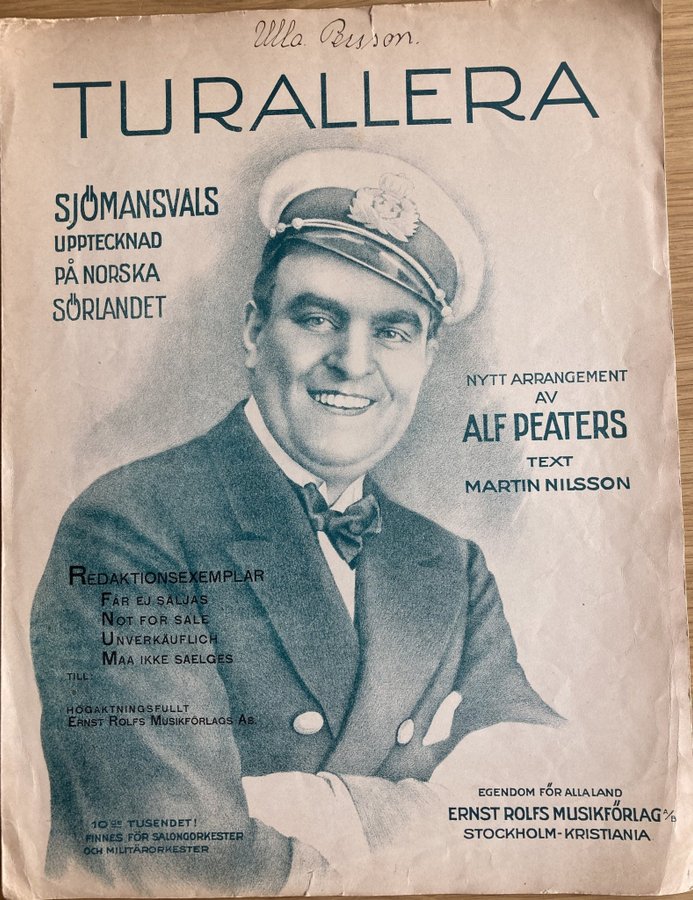 Ulla Persson.
TURALLERA
SJÖMANSVALS
UPPTECKNAD
PÅ NORSKA
SÖRLANDET
NYTT ARRANGEMENT
AV
ALF PEATERS
TEXT
MARTIN NILSSON
REDAKTIONSEXEMPLAR
FÅR EJ SÄLJAS
NOT FOR SALE
UNVERKÄUFLICH
MAA IKKE SAELGES
TILL:
HÖGAKTNINGSFULLT
ERNST ROLFS MUSIKFÖRLAGS AB.
10DE TUSENDET!
FINNES FÖR SALONGORKESTER
OCH MILITÄRORKESTER
EGENDOM FÖR ALLA LAND
ERNST ROLFS MUSIKFÖRLAG A/B
STOCKHOLM-KRISTIANIA